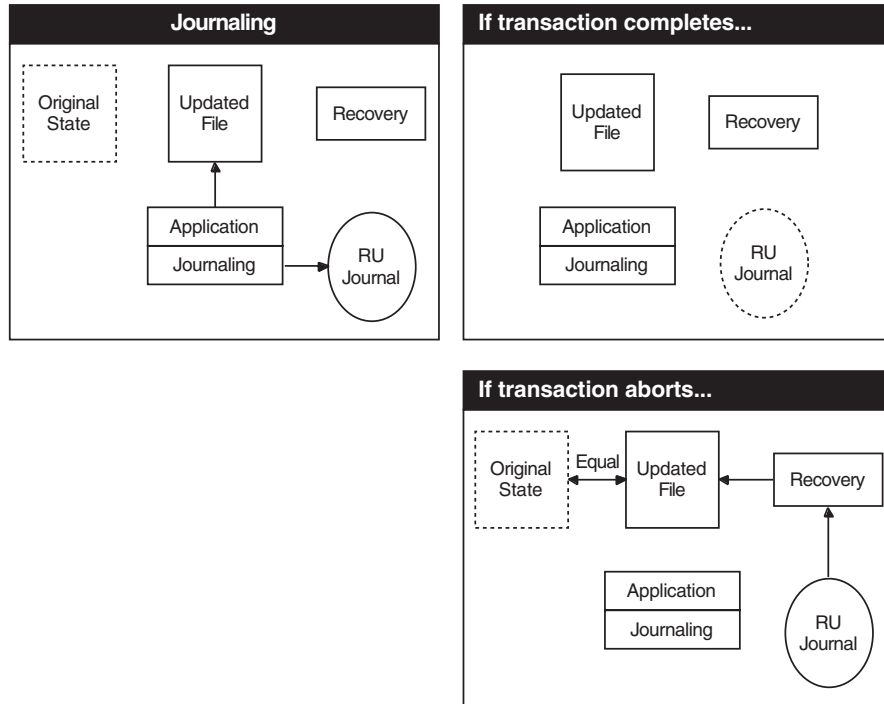 Journaling
Original
State
Updated
File
Recovery
Application
Journaling
RU
Journal
If transaction completes...
Updated
File
Recovery
Application
Journaling
RU
Journal
If transaction aborts...
Original
State
Equal
Updated
File
Recovery
Application
Journaling
RU
Journal